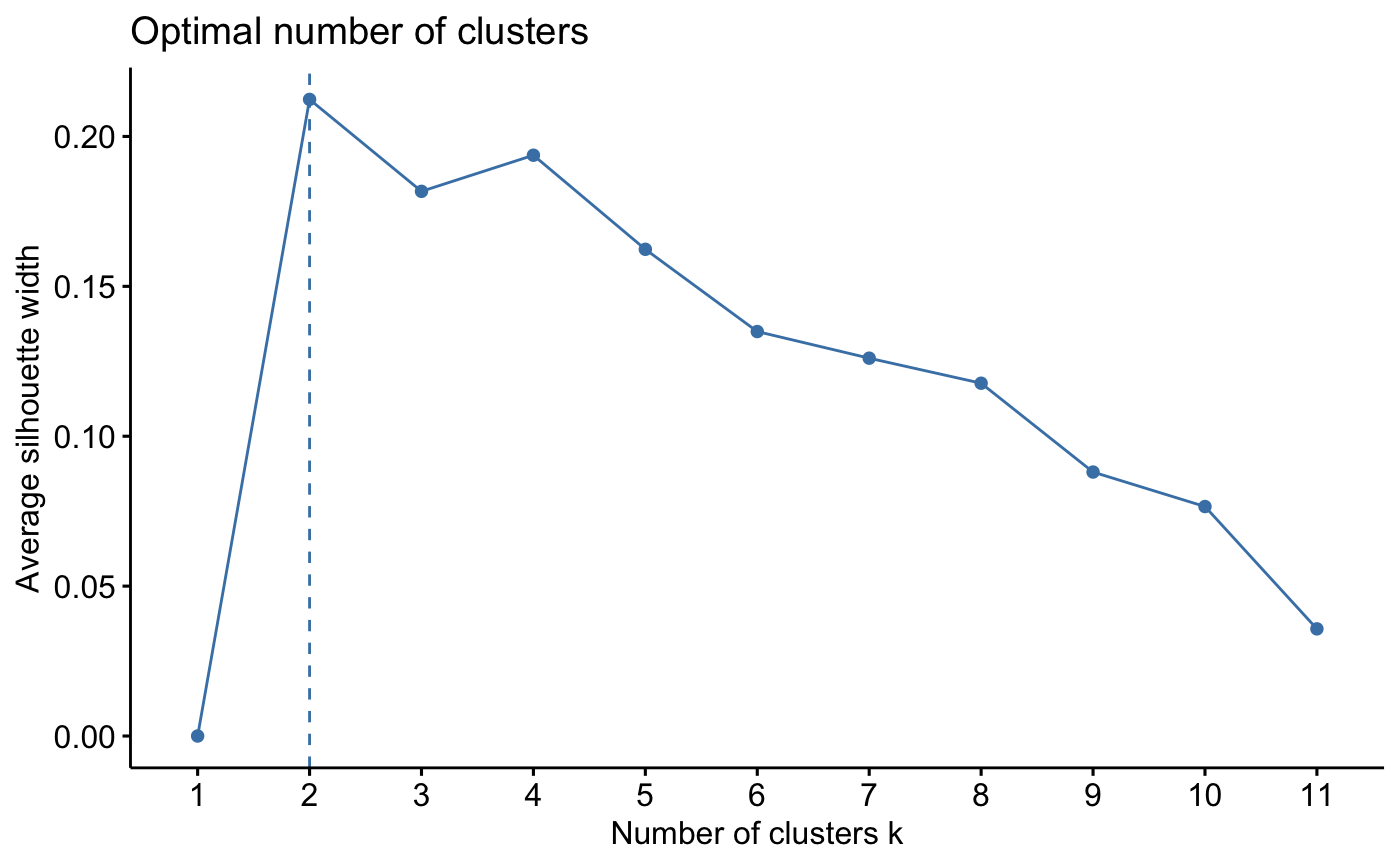 Optimal number of clusters
Average silhouette width
0.20
0.15
0.10
0.05
0.00
1 2 3 4 5 6 7 8 9 10 11
Number of clusters k